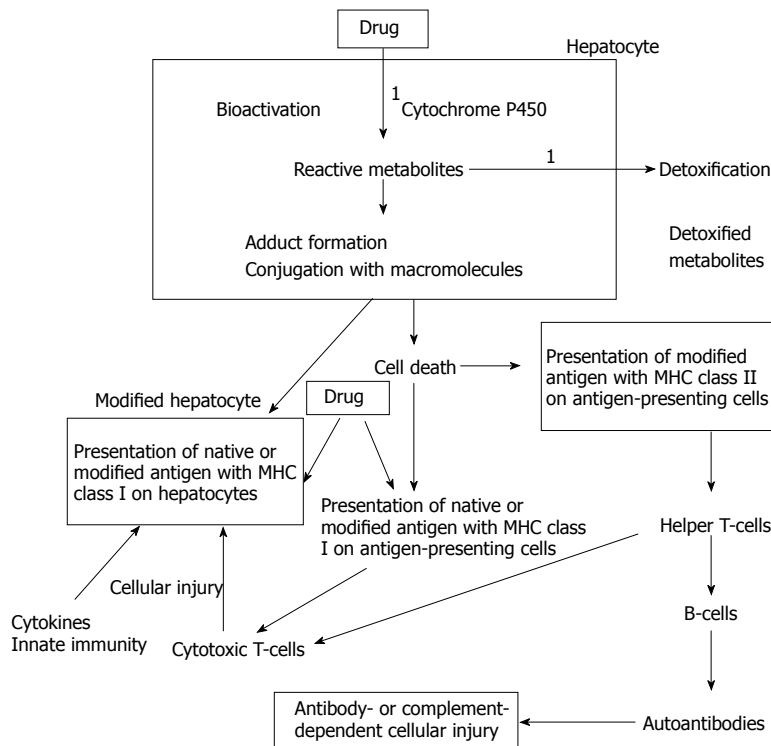 Drug
Hepatocyte
Bioactivation
1
Cytochrome P450
Reactive metabolites
1
Detoxification
Adduct formation
Conjugation with macromolecules
Detoxified
metabolites
Cell death
Presentation of modified
antigen with MHC class II
on antigen-presenting cells
Modified hepatocyte
Drug
Presentation of native or
modified antigen with MHC
class I on hepatocytes
Presentation of native or
modified antigen with MHC class
I on antigen-presenting cells
Helper T-cells
Cellular injury
Cytokines
Innate immunity
Cytotoxic T-cells
B-cells
Antibody- or complement-
dependent cellular injury
Autoantibodies